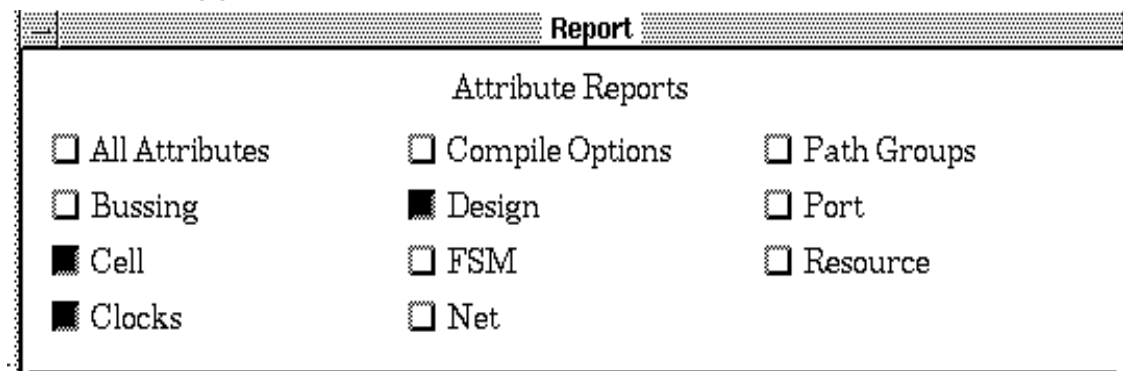 Report
Attribute Reports
All Attributes Compile Options Path Groups
Bussing Design Port
Cell FSM Resource
Clocks Net